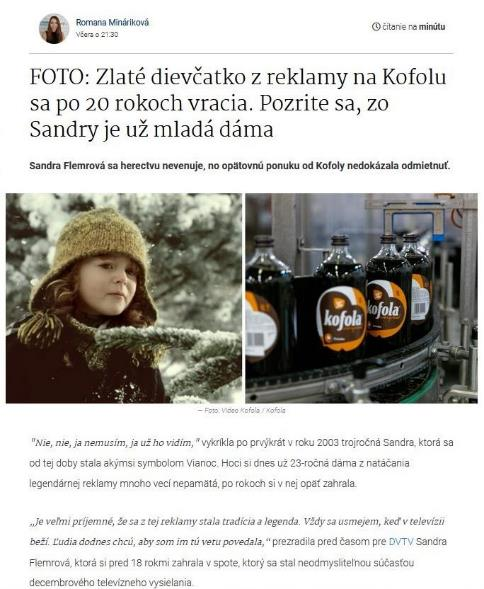 Romana Mináriková
Včera o 21:30
čítanie na minútu
FOTO: Zlaté dievčatko z reklamy na Kofolu
sa po 20 rokoch vracia. Pozrite sa, zo
Sandry je už mladá dáma
Sandra Flemrová sa herectvu nevenuje, no opätovnú ponuku od Kofoly nedokázala odmietnuť.
kofola
kofola
— Foto: Video Kofola / Kofola
"Nie, nie, ja nemusím, ja už ho vidím," vykríkla po prvýkrát v roku 2003 trojročná Sandra, ktorá sa
od tej doby stala akýmsi symbolom Vianoc. Hoci si dnes už 23-ročná dáma z natáčania
legendárnej reklamy mnoho vecí nepamätá, po rokoch si v nej opäť zahrala.
„Je veľmi príjemné, že sa z tej reklamy stala tradícia a legenda. Vždy sa usmejem, keď v televízii
beží. Ľudia dodnes chcú, aby som im tú vetu povedala,“ prezradila pred časom pre DVTV Sandra
Flemrová, ktorá si pred 18 rokmi zahrala v spote, ktorý sa stal neodmysliteľnou súčasťou
decembrového televízneho vysielania.